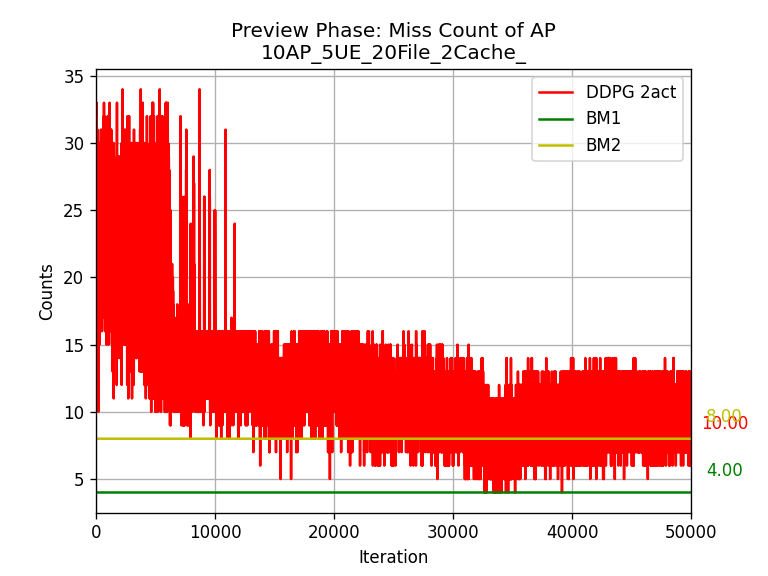 Preview Phase: Miss Count of AP
10AP_5UE_20File_2Cache_
DDPG 2act
BM1
BM2
35
30
25
20
15
10
5
Counts
8.00
10.00
4.00
0
10000
20000
30000
40000
50000
Iteration